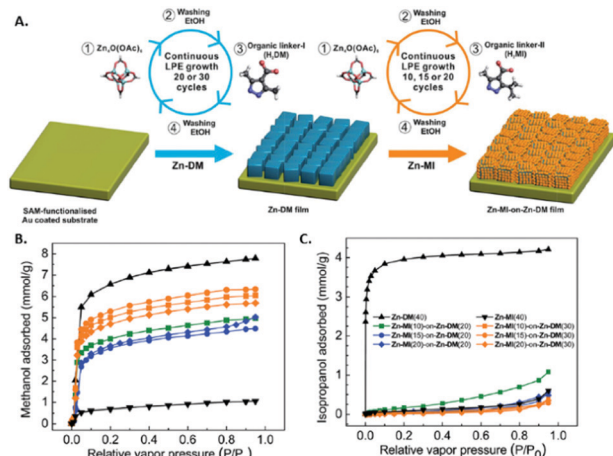 A.
② Washing
EtOH
② Washing
EtOH
① Zn₄O(OAc)₆
Continuous
LPE growth
20 or 30
cycles
③ Organic linker-I
(H₂DM)
① Zn₄O(OAc)₆
Continuous
LPE growth
10, 15 or 20
cycles
③ Organic linker-II
(H₂MI)
④ Washing
EtOH
④ Washing
EtOH
Zn-DM
Zn-MI
SAM-functionalised
Au coated substrate
Zn-DM film
Zn-MI-on-Zn-DM film
B.
Methanol adsorbed (mmol/g)
8
7
6
5
4
3
2
1
0
0.0 0.2 0.4 0.6 0.8 1.0
Relative vapor pressure (P/P
C.
Isopropanol adsorbed (mmol/g)
4
3
2
1
0
Zn-DM(40) Zn-MI(40)
Zn-MI(10)-on-Zn-DM(20) Zn-MI(10)-on-Zn-DM(30)
Zn-MI(15)-on-Zn-DM(20) Zn-MI(15)-on-Zn-DM(30)
Zn-MI(20)-on-Zn-DM(20) Zn-MI(20)-on-Zn-DM(30)
0.0 0.2 0.4 0.6 0.8 1.0
Relative vapor pressure (P/P₀)